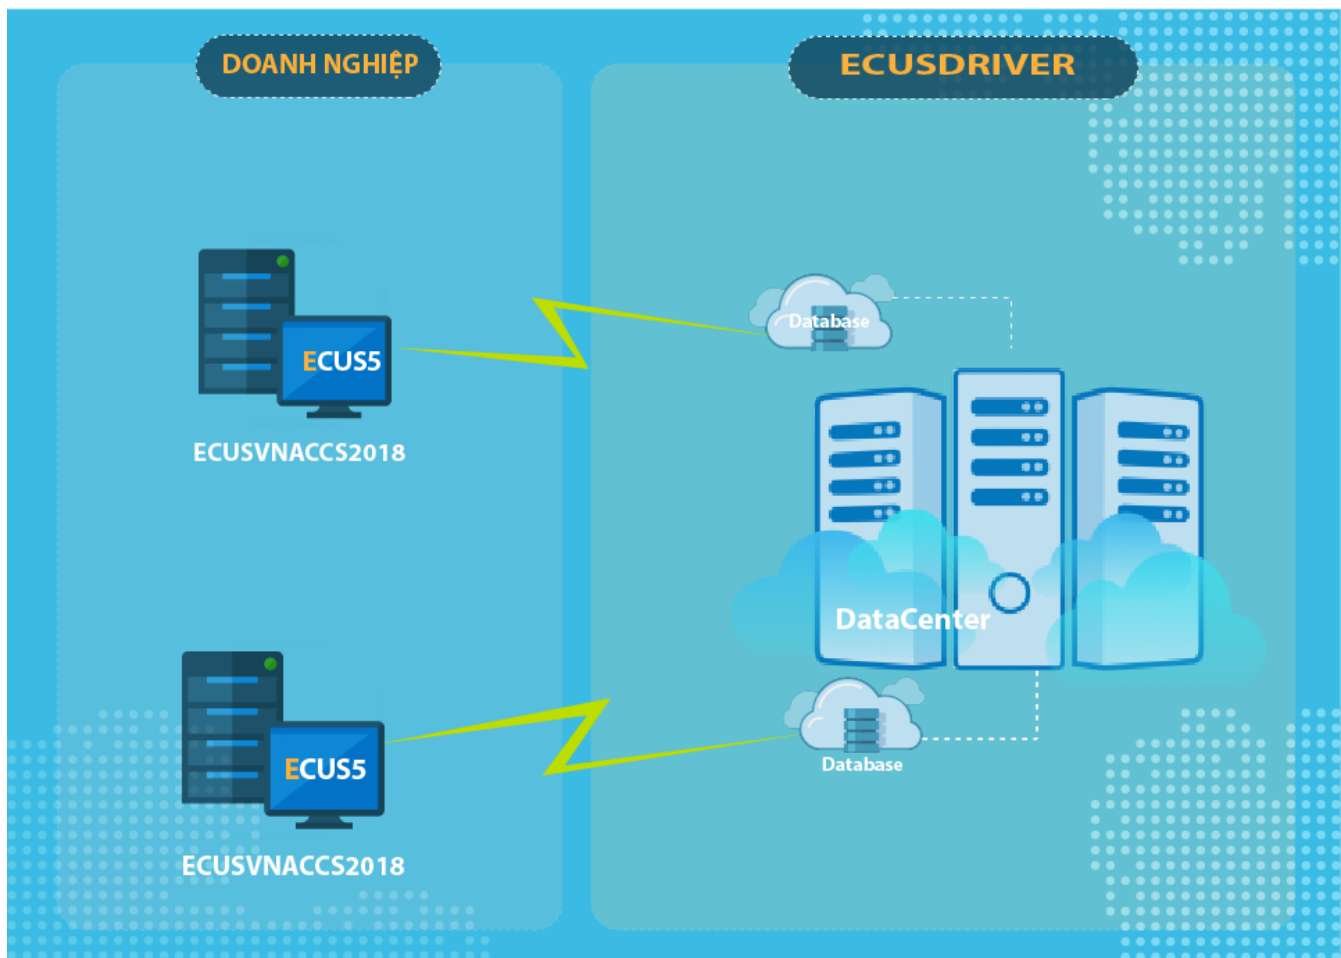 DOANH NGHIỆP
ECUSDRIVER
Database
ECUS5
ECUSVNACCS2018
DataCenter
ECUS5
Database
ECUSVNACCS2018